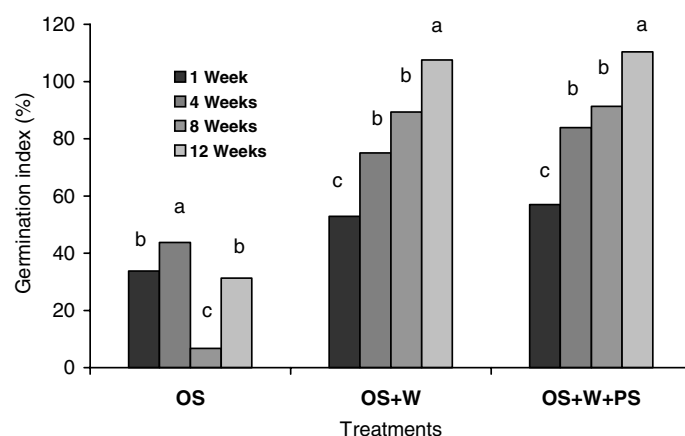 120
100
80
60
40
20
0
Germination index (%)
1 Week
4 Weeks
8 Weeks
12 Weeks
b
a
c
b
c
b
b
a
c
b
b
a
OS
OS+W
OS+W+PS
Treatments